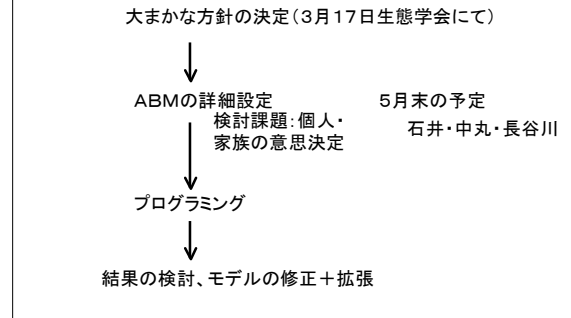 大まかな方針の決定（３月１７日生態学会にて）
ＡＢＭの詳細設定
５月末の予定
検討課題：個人・
家族の意思決定
石井・中丸・長谷川
プログラミング
結果の検討、モデルの修正＋拡張